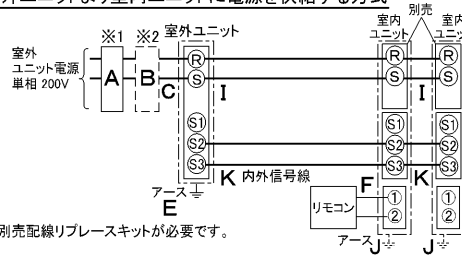 外ユニットより室内ユニットに電源を供給する方式
別売
※1 ※2 室外ユニット
室内
ユニット
室外
ユニット電源
単相 200V
A B C
R
S
I
R
S
I
R
S
S1
S2
S3
S1
S2
S3
S1
S2
S3
K 内外信号線
F
K
リモコン
1
2
1
2
アース
E
アース J
J
別売配線リプレースキットが必要です。